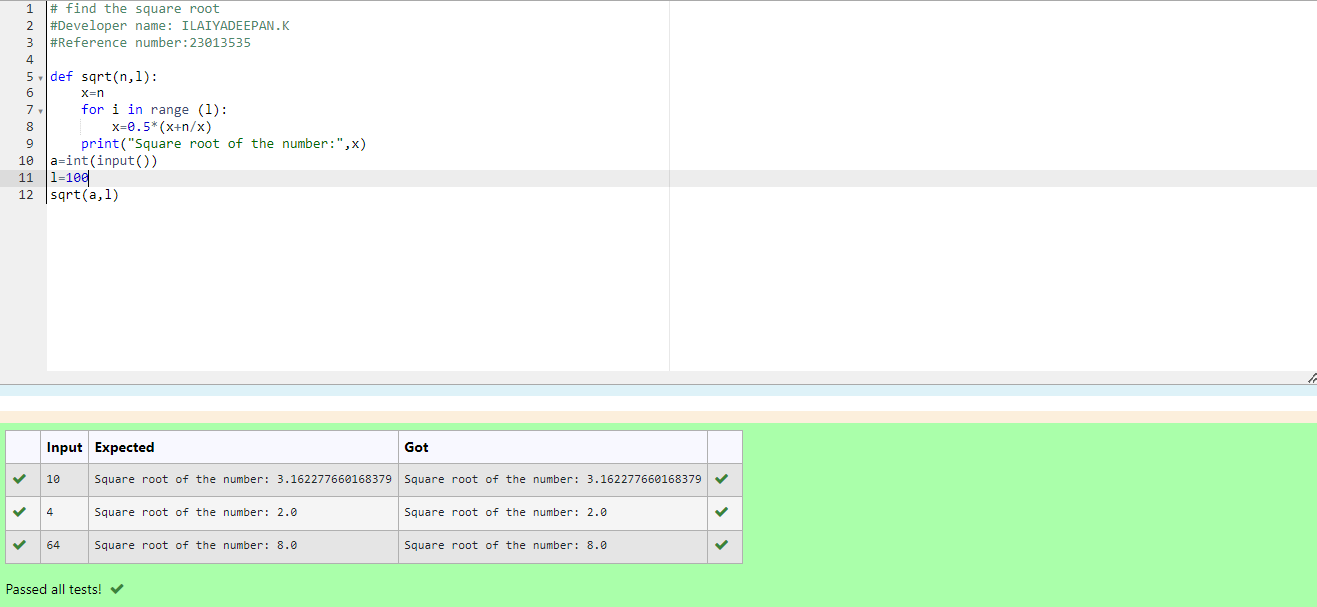 1 # find the square root
2 #Developer name: ILAIYADEEPAN.K
3 #Reference number:23013535
4
5 def sqrt(n,l):
6     x=n
7     for i in range (l):
8         x=0.5*(x+n/x)
9     print("Square root of the number:",x)
10 a=int(input())
11 l=100
12 sqrt(a,l)
Input Expected Got
10 Square root of the number: 3.162277660168379 Square root of the number: 3.162277660168379
4 Square root of the number: 2.0 Square root of the number: 2.0
64 Square root of the number: 8.0 Square root of the number: 8.0
Passed all tests!